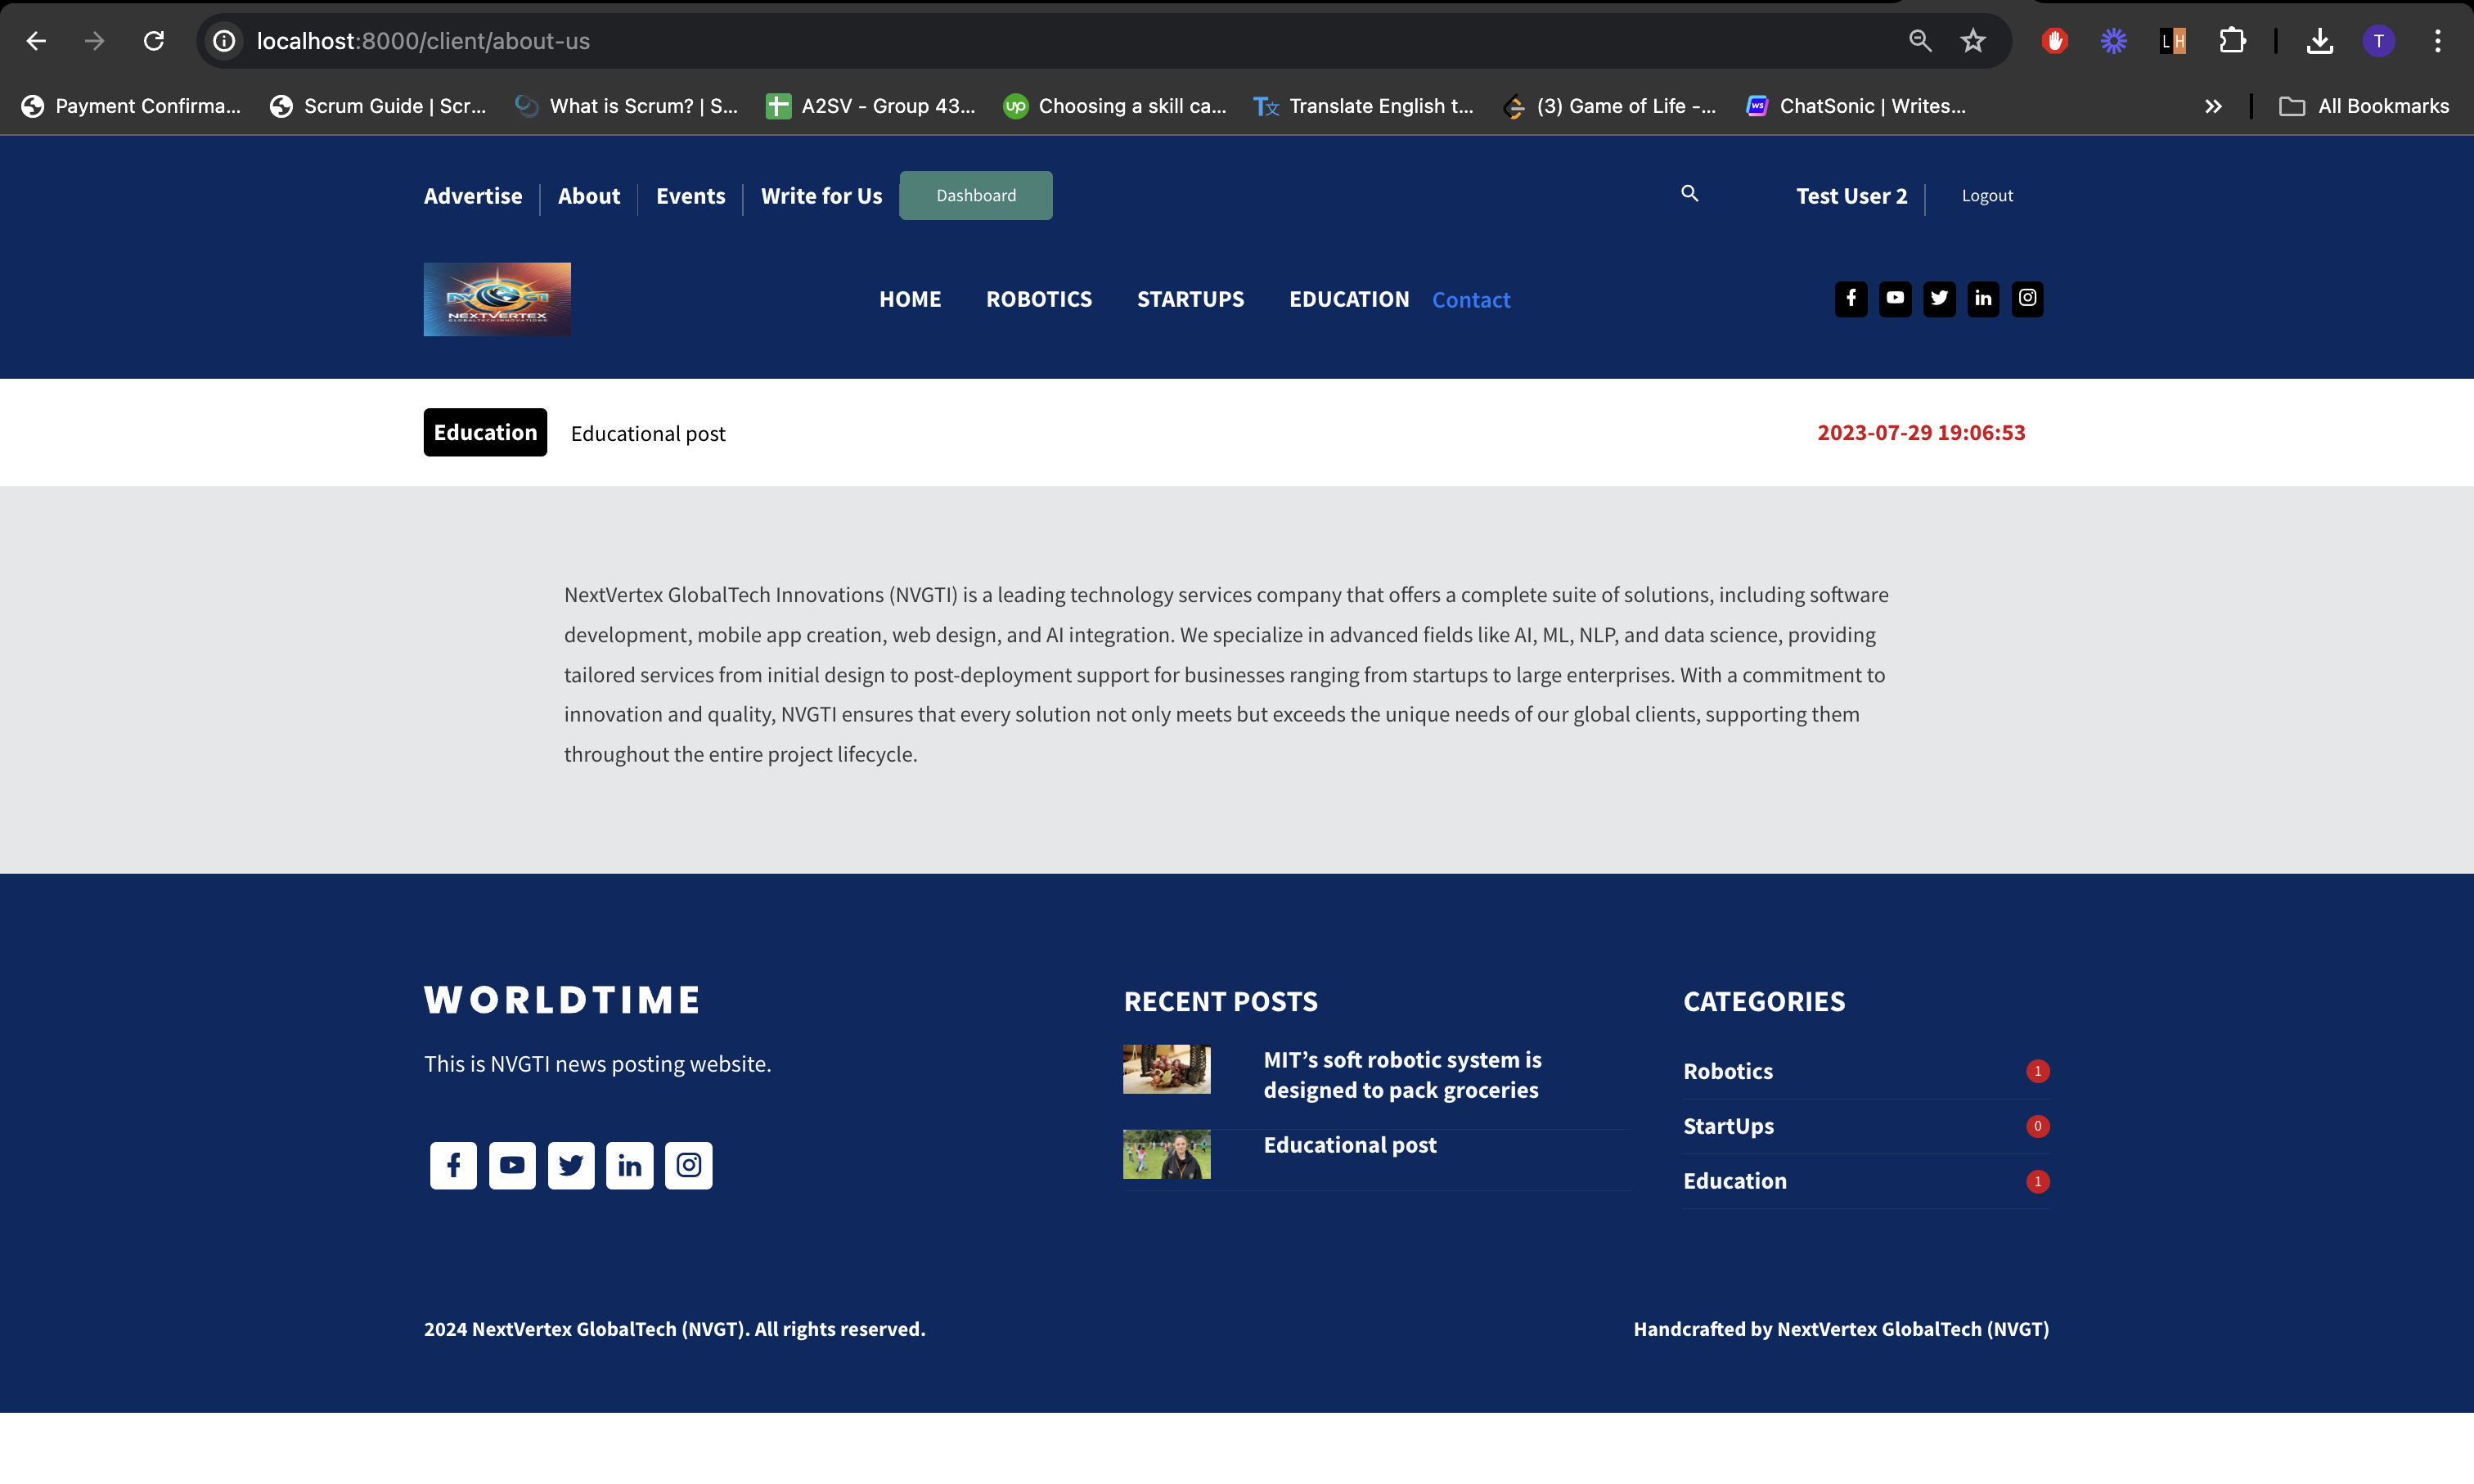 localhost:8000/client/about-us
T
Payment Confirma...
Scrum Guide | Scr...
What is Scrum? | S...
A2SV - Group 43...
up
Choosing a skill ca...
Translate English t...
(3) Game of Life -...
ws
ChatSonic | Writes...
All Bookmarks
Advertise
About
Events
Write for Us
Dashboard
Test User 2
Logout
NEXTVERTEX
HOME
ROBOTICS
STARTUPS
EDUCATION
Contact
Education
Educational post
2023-07-29 19:06:53
NextVertex GlobalTech Innovations (NVGTI) is a leading technology services company that offers a complete suite of solutions, including software
development, mobile app creation, web design, and AI integration. We specialize in advanced fields like AI, ML, NLP, and data science, providing
tailored services from initial design to post-deployment support for businesses ranging from startups to large enterprises. With a commitment to
innovation and quality, NVGTI ensures that every solution not only meets but exceeds the unique needs of our global clients, supporting them
throughout the entire project lifecycle.
WORLDTIME
This is NVGTI news posting website.
RECENT POSTS
MIT’s soft robotic system is
designed to pack groceries
Educational post
CATEGORIES
Robotics 1
StartUps 0
Education 1
2024 NextVertex GlobalTech (NVGT). All rights reserved.
Handcrafted by NextVertex GlobalTech (NVGT)